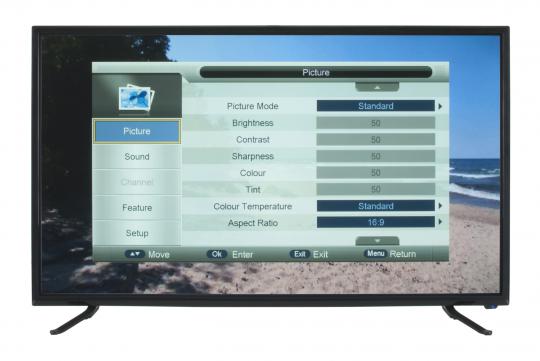 Picture
Picture Mode Standard
Picture
Brightness 50
Contrast 50
Sound
Sharpness 50
Channel
Colour 50
Tint 50
Feature
Colour Temperature Standard
Aspect Ratio 16:9
Setup
Move Ok Enter Exit Exit Menu Return